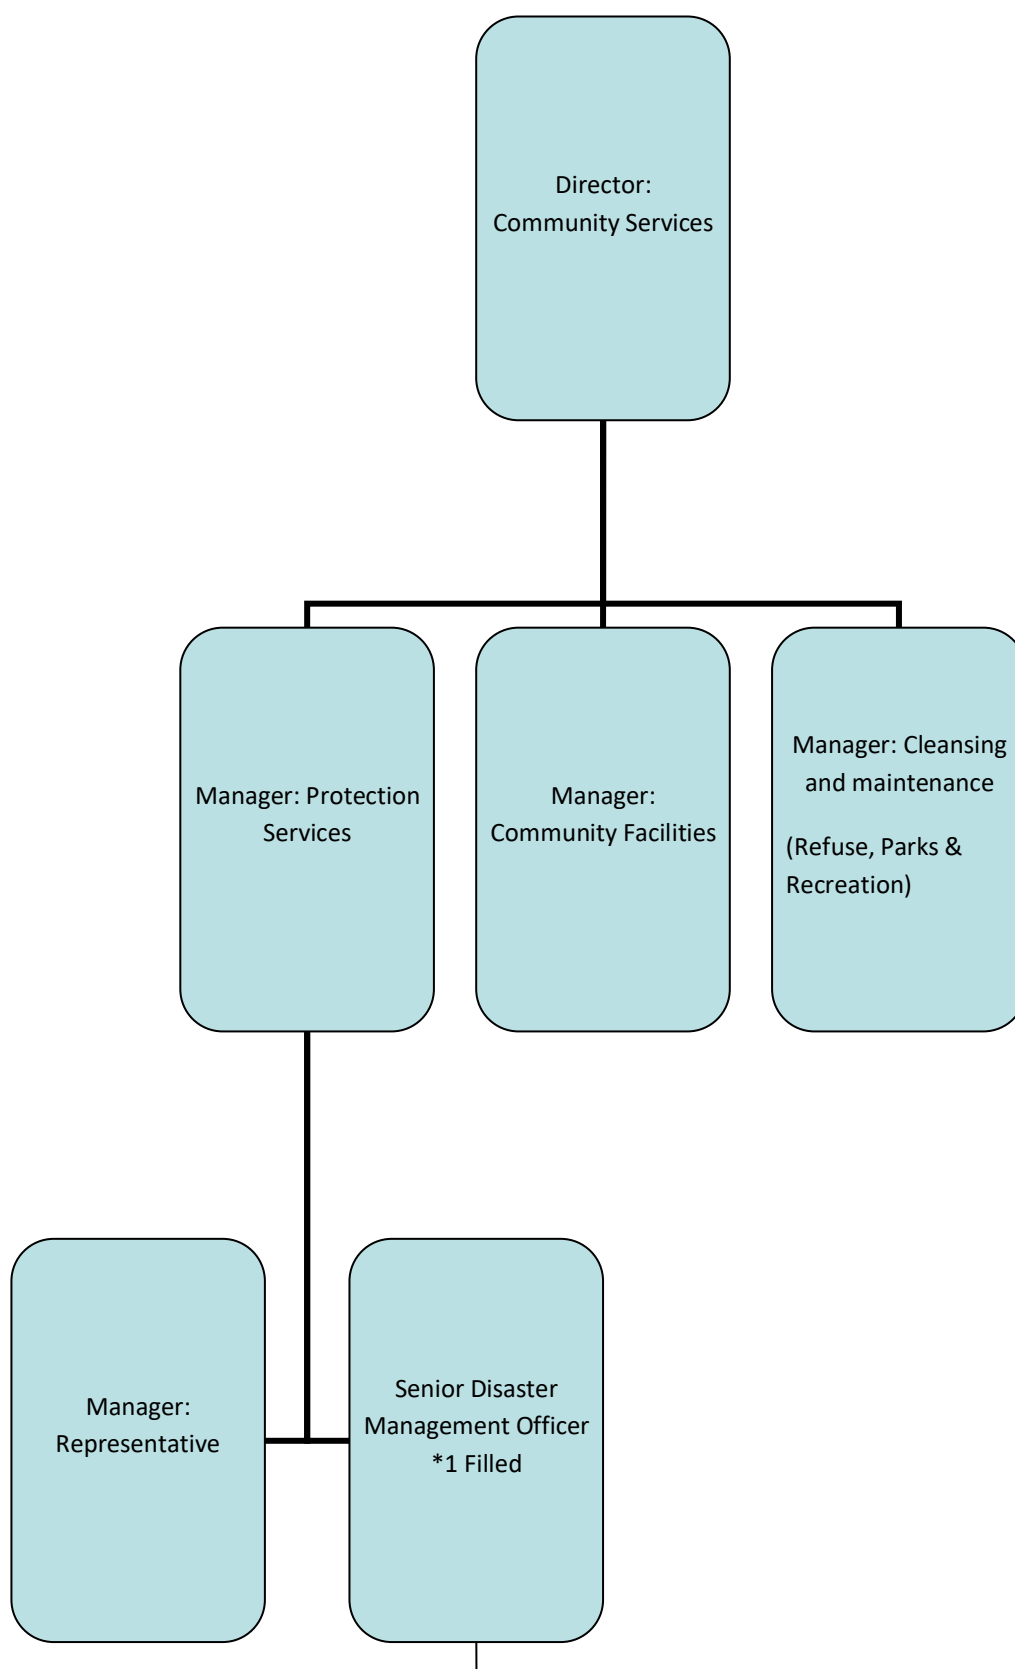 Director:
Community Services
Manager: Protection
Services
Manager:
Community Facilities
Manager: Cleansing
and maintenance
(Refuse, Parks &
Recreation)
Manager:
Representative
Senior Disaster
Management Officer
*1 Filled